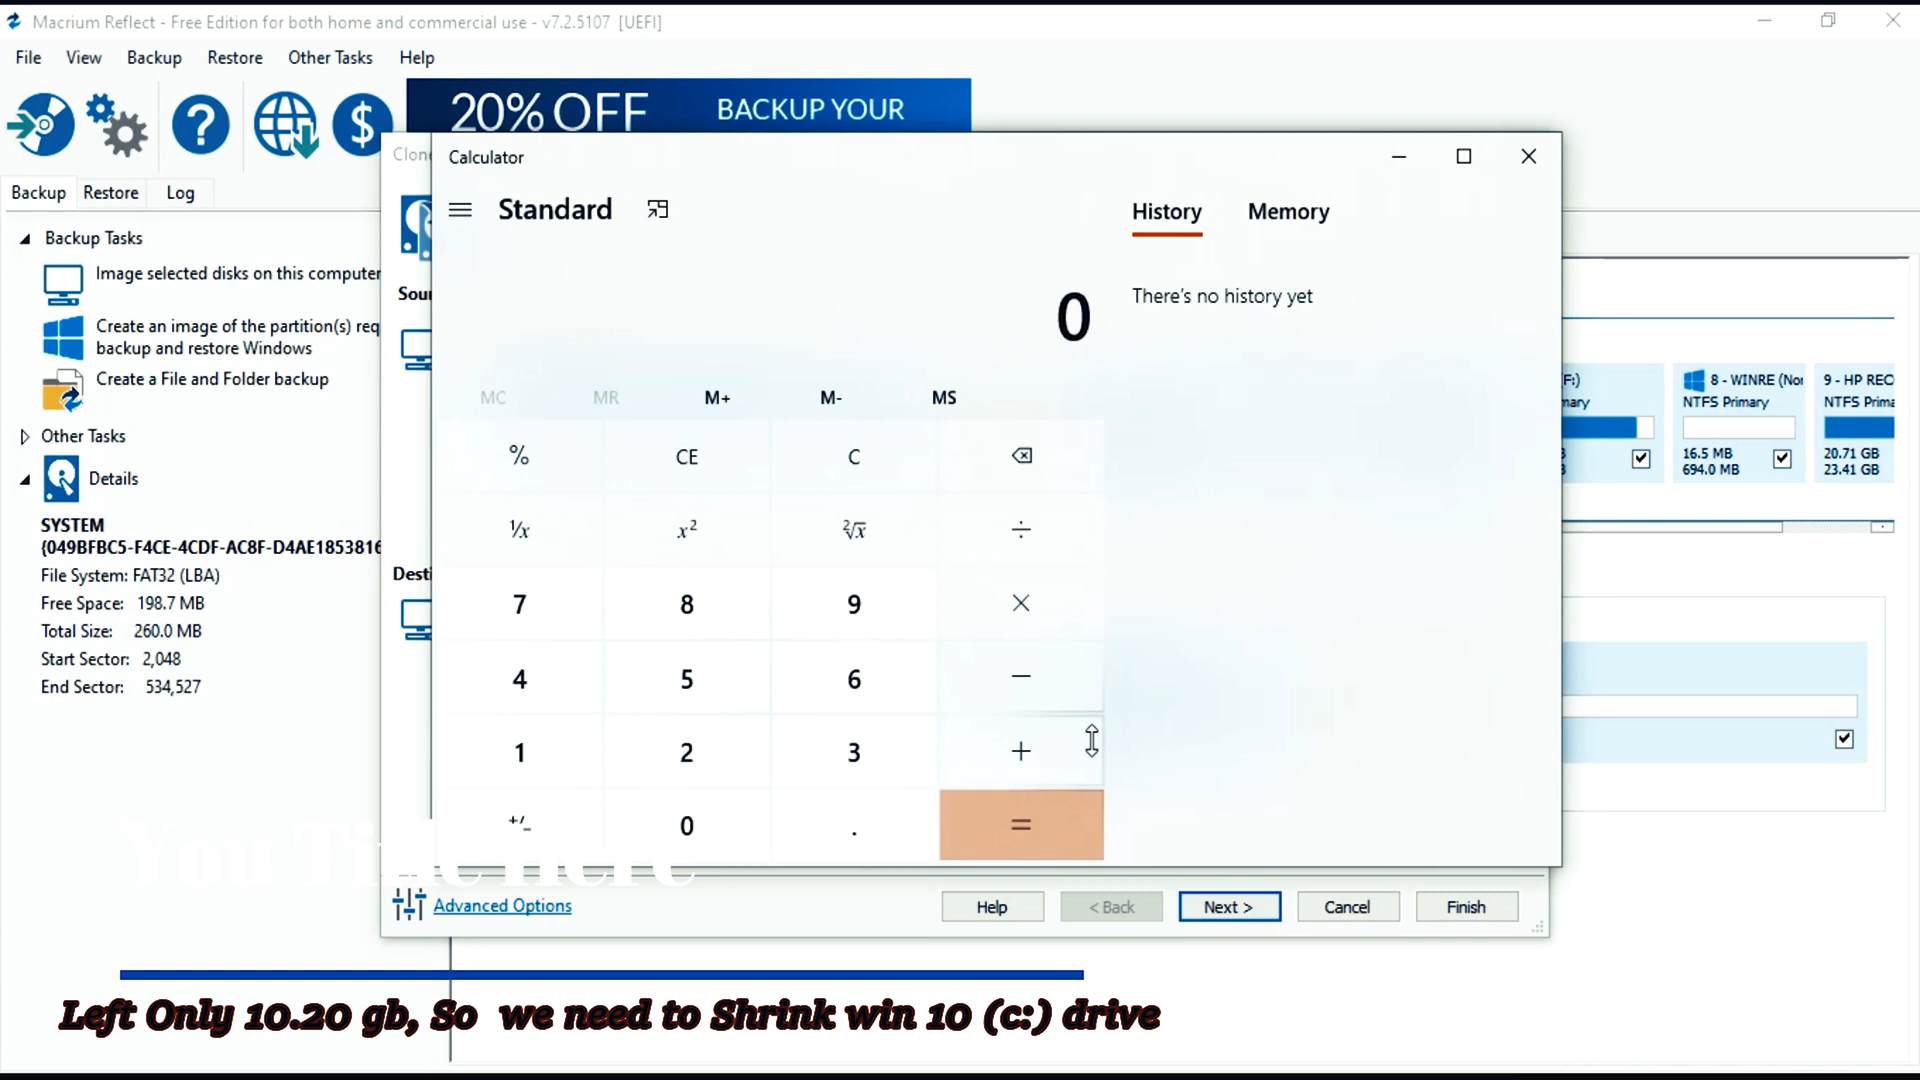 Macrium Reflect - Free Edition for both home and commercial use - v7.2.5107 [UEFI]
File View Backup Restore Other Tasks Help
20% OFF BACKUP YOUR
Backup Restore Log
Clone
Calculator
Standard
History Memory
0
There's no history yet
MC MR M+ M- MS
% CE C
1/x x² ²√x ÷
7 8 9 ×
4 5 6 −
1 2 3 +
+/- 0 . =
Backup Tasks
Image selected disks on this computer
Create an image of the partition(s) req
backup and restore Windows
Create a File and Folder backup
Other Tasks
Details
SYSTEM
{049BFBC5-F4CE-4CDF-AC8F-D4AE1853816
File System: FAT32 (LBA)
Free Space: 198.7 MB
Total Size: 260.0 MB
Start Sector: 2,048
End Sector: 534,527
Sour
Desti
F:)
mary
8 - WINRE (Nor
NTFS Primary
16.5 MB
694.0 MB
9 - HP REC
NTFS Prima
20.71 GB
23.41 GB
Advanced Options
Help < Back Next > Cancel Finish
Left Only 10.20 gb, So we need to Shrink win 10 (c:) drive